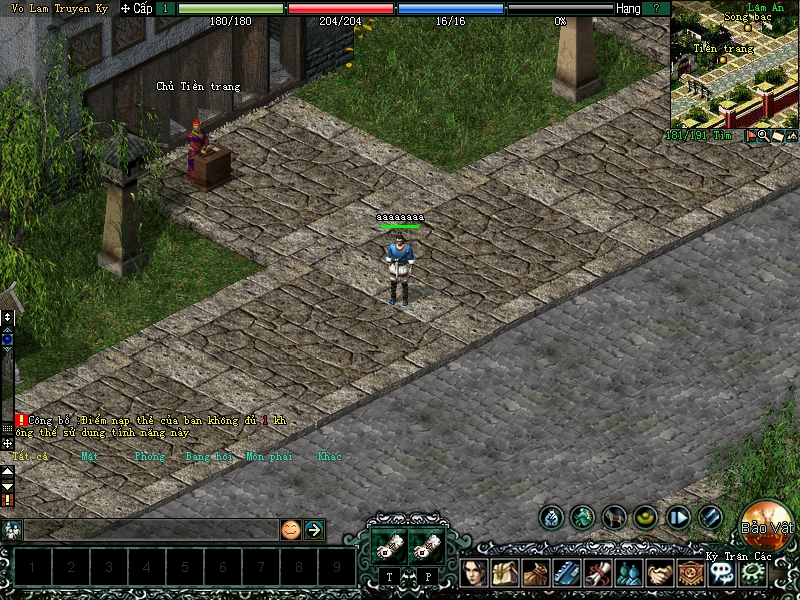 Vo Lam Truyen Ky
Cấp 1
Hạng ?
180/180
204/204
16/16
0%
Lâm An
Sòng bạc
Tiền trang
181/191 Tìm
Chủ Tiền trang
aaaaaaaa
Công bố :Điểm nạp thẻ của bạn không đủ 1 kh
ông thể sử dụng tính năng này
Tất cả Mật Phòng Bang hội Môn phái Khác
Bảo Vật
Kỳ Trân Các
1 2 3 4 5 6 7 8 9
T P